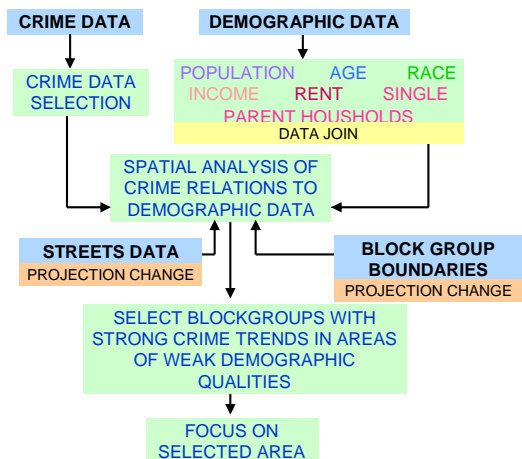 CRIME DATA
DEMOGRAPHIC DATA
CRIME DATA
SELECTION
POPULATION AGE RACE
INCOME RENT SINGLE
PARENT HOUSHOLDS
DATA JOIN
SPATIAL ANALYSIS OF
CRIME RELATIONS TO
DEMOGRAPHIC DATA
STREETS DATA
PROJECTION CHANGE
BLOCK GROUP
BOUNDARIES
PROJECTION CHANGE
SELECT BLOCKGROUPS WITH
STRONG CRIME TRENDS IN AREAS
OF WEAK DEMOGRAPHIC
QUALITIES
FOCUS ON
SELECTED AREA